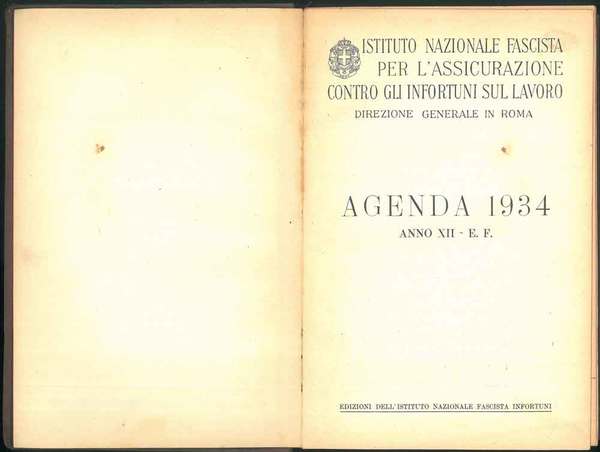 ISTITUTO NAZIONALE FASCISTA
PER L'ASSICURAZIONE
CONTRO GLI INFORTUNI SUL LAVORO
DIREZIONE GENERALE IN ROMA
AGENDA 1934
ANNO XII - E. F.
EDIZIONI DELL'ISTITUTO NAZIONALE FASCISTA INFORTUNI